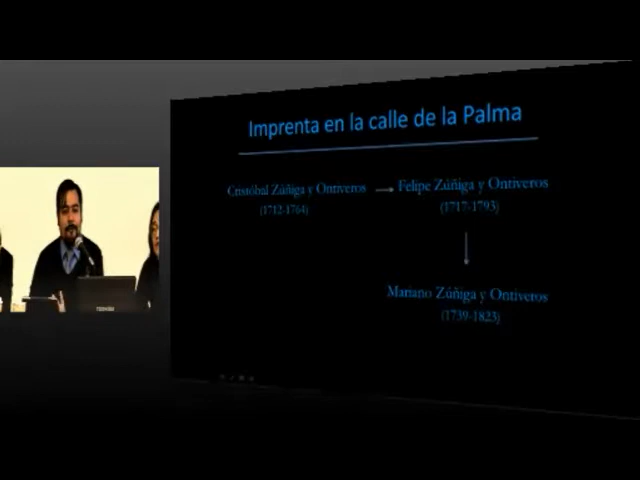 Imprenta en la calle de la Palma
Cristóbal Zúñiga y Ontiveros
(1712-1764)
Felipe Zúñiga y Ontiveros
(1717-1793)
Mariano Zúñiga y Ontiveros
(1739-1823)
TOSHIBA